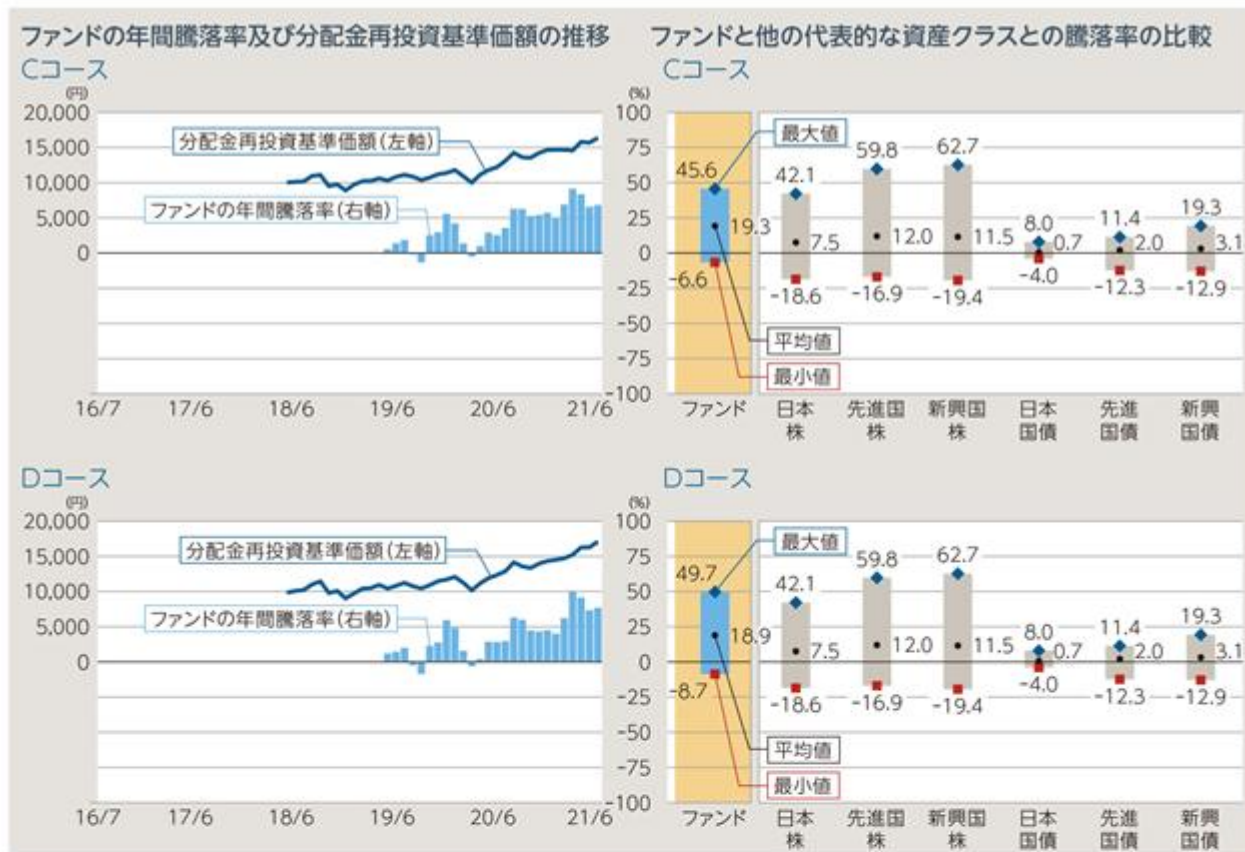 ファンドの年間騰落率及び分配金再投資基準価額の推移
Cコース
(円)
20,000
15,000
10,000
5,000
0
分配金再投資基準価額(左軸)
ファンドの年間騰落率(右軸)
16/7 17/6 18/6 19/6 20/6 21/6
ファンドと他の代表的な資産クラスとの騰落率の比較
Cコース
(%)
100
75
50
25
0
-25
-50
-75
-100
最大値
平均値
最小値
45.6 42.1 59.8 62.7 8.0 11.4 19.3
19.3 7.5 12.0 11.5 0.7 2.0 3.1
-6.6 -18.6 -16.9 -19.4 -4.0 -12.3 -12.9
ファンド 日本 先進国 新興国 日本 先進 新興
株 株 株 国債 国債 国債
Dコース
(円)
20,000
15,000
10,000
5,000
0
分配金再投資基準価額(左軸)
ファンドの年間騰落率(右軸)
16/7 17/6 18/6 19/6 20/6 21/6
Dコース
(%)
100
75
50
25
0
-25
-50
-75
-100
最大値
平均値
最小値
49.7 42.1 59.8 62.7 8.0 11.4 19.3
18.9 7.5 12.0 11.5 0.7 2.0 3.1
-8.7 -18.6 -16.9 -19.4 -4.0 -12.3 -12.9
ファンド 日本 先進国 新興国 日本 先進 新興
株 株 株 国債 国債 国債